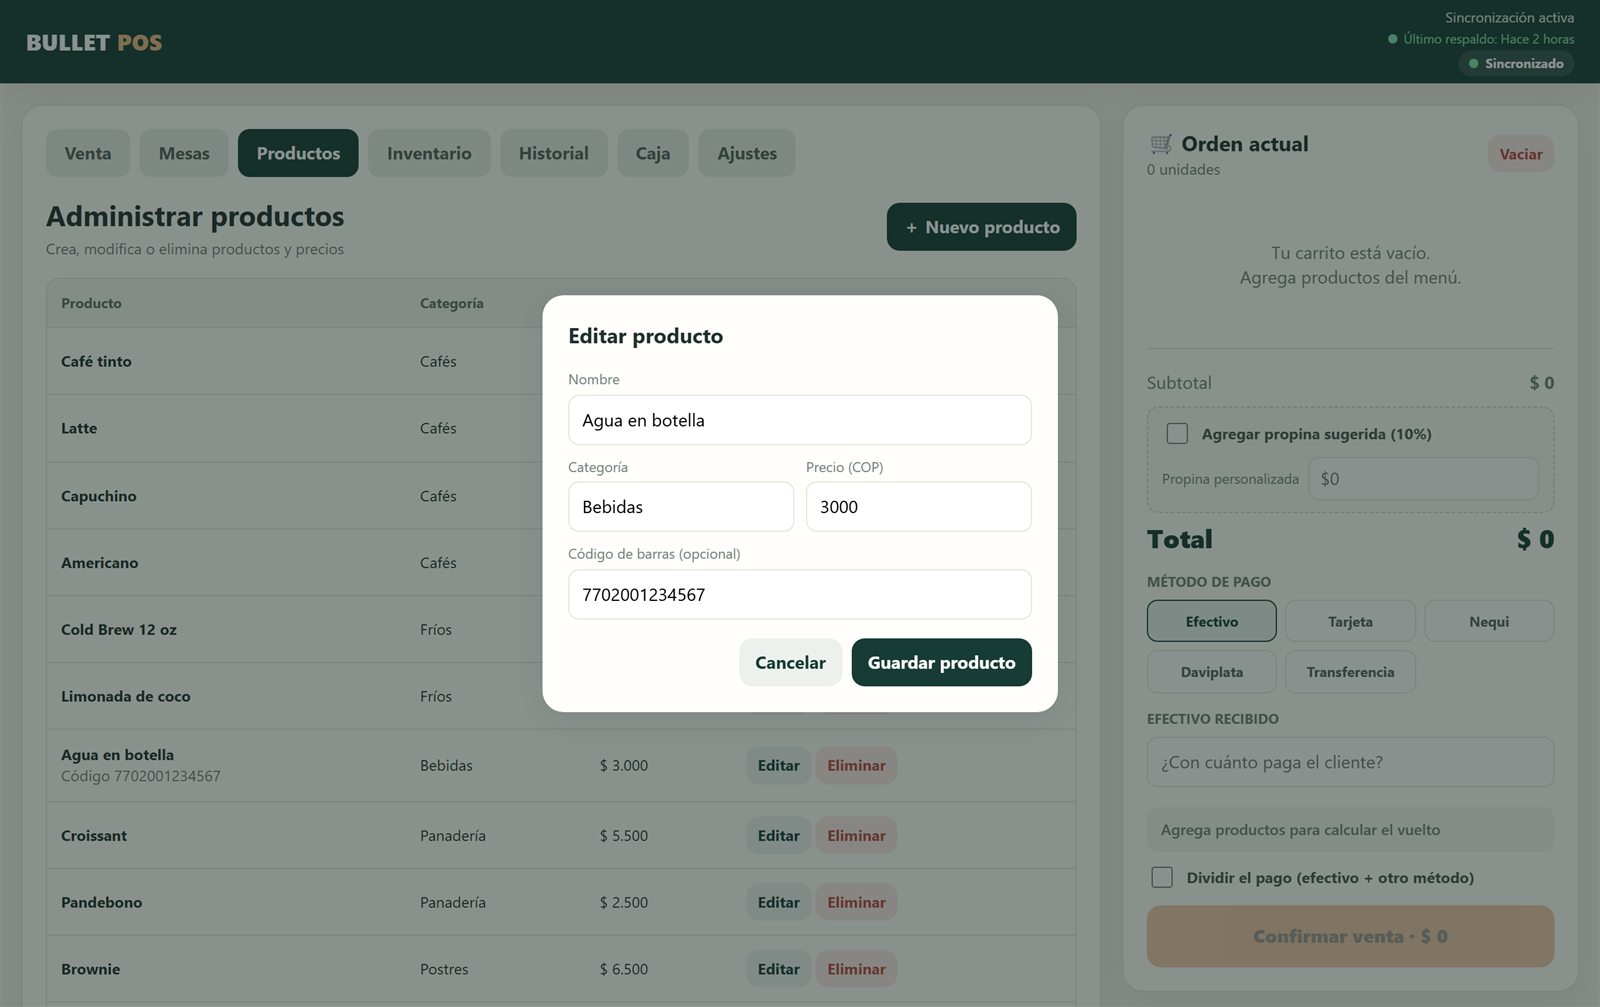 BULLET POS
Sincronización activa
Último respaldo: Hace 2 horas
Sincronizado
Venta
Mesas
Productos
Inventario
Historial
Caja
Ajustes
Administrar productos
Crea, modifica o elimina productos y precios
+ Nuevo producto
Producto Categoría
Café tinto Cafés
Latte Cafés
Capuchino Cafés
Americano Cafés
Cold Brew 12 oz Fríos
Limonada de coco Fríos
Agua en botella
Código 7702001234567
Bebidas $ 3.000 Editar Eliminar
Croissant Panadería $ 5.500 Editar Eliminar
Pandebono Panadería $ 2.500 Editar Eliminar
Brownie Postres $ 6.500 Editar Eliminar
Editar producto
Nombre
Agua en botella
Categoría Precio (COP)
Bebidas 3000
Código de barras (opcional)
7702001234567
Cancelar Guardar producto
Orden actual
0 unidades
Vaciar
Tu carrito está vacío.
Agrega productos del menú.
Subtotal $ 0
Agregar propina sugerida (10%)
Propina personalizada $0
Total $ 0
MÉTODO DE PAGO
Efectivo Tarjeta Nequi
Daviplata Transferencia
EFECTIVO RECIBIDO
¿Con cuánto paga el cliente?
Agrega productos para calcular el vuelto
Dividir el pago (efectivo + otro método)
Confirmar venta · $ 0